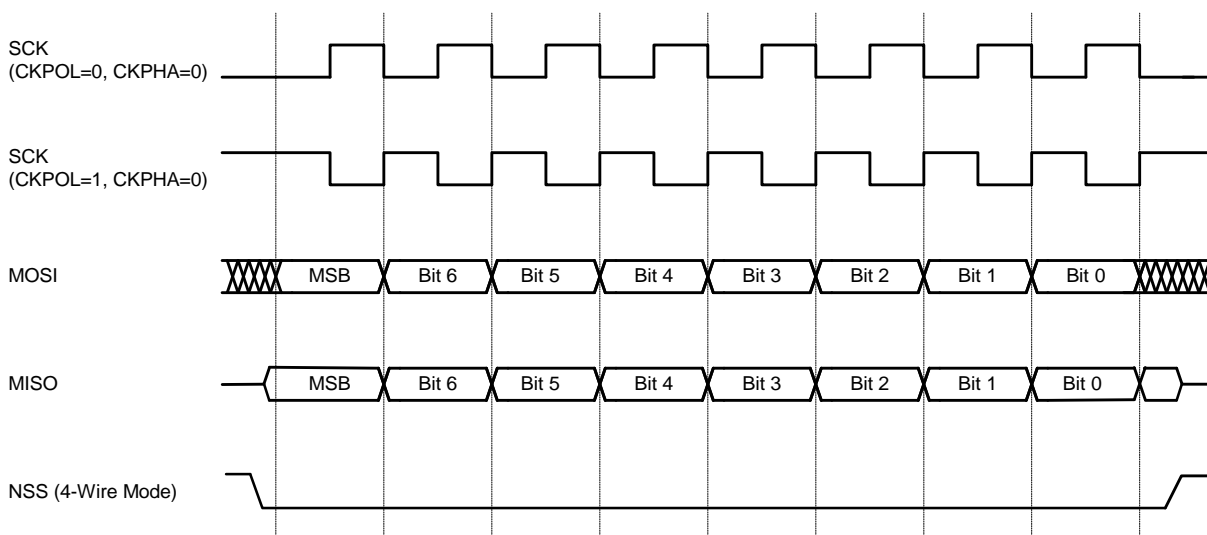 SCK
(CKPOL=0, CKPHA=0)
SCK
(CKPOL=1, CKPHA=0)
MOSI MSB Bit 6 Bit 5 Bit 4 Bit 3 Bit 2 Bit 1 Bit 0
MISO MSB Bit 6 Bit 5 Bit 4 Bit 3 Bit 2 Bit 1 Bit 0
NSS (4-Wire Mode)